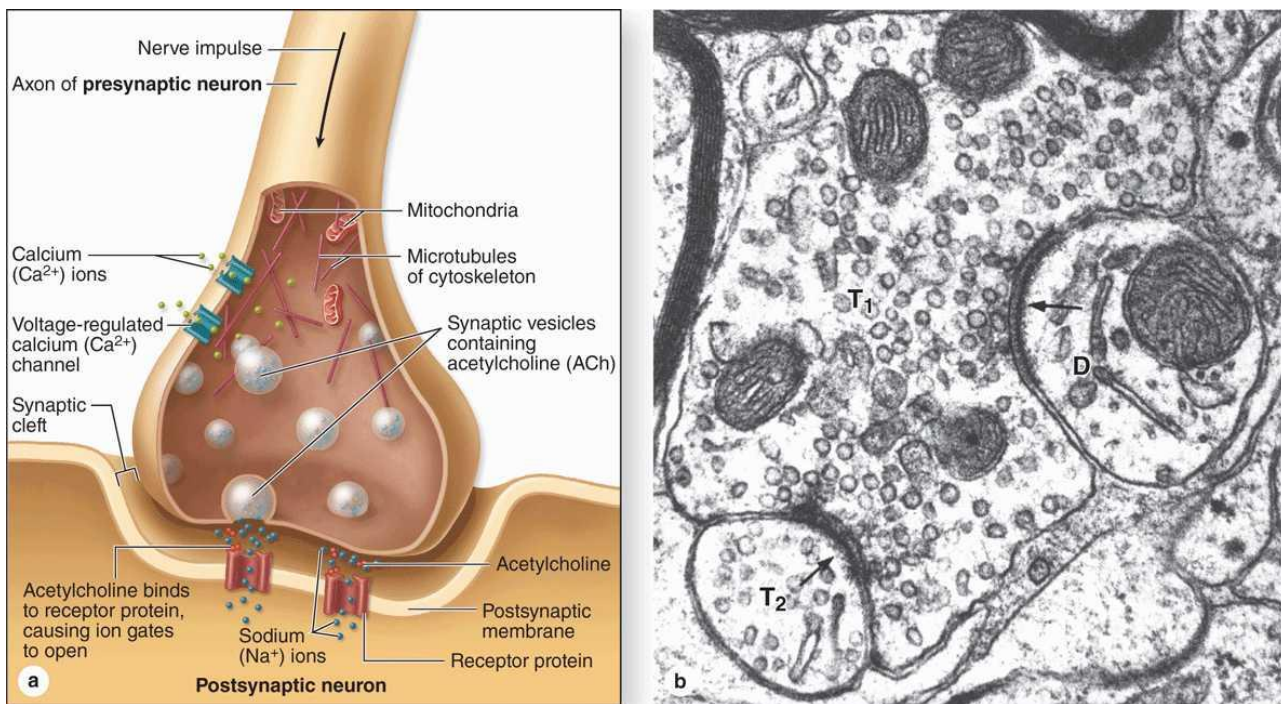 Nerve impulse
Axon of presynaptic neuron
Mitochondria
Microtubules
of cytoskeleton
Calcium
(Ca²⁺) ions
Voltage-regulated
calcium (Ca²⁺)
channel
Synaptic vesicles
containing
acetylcholine (ACh)
Synaptic
cleft
Acetylcholine
Acetylcholine binds
to receptor protein,
causing ion gates
to open
Sodium
(Na⁺) ions
Postsynaptic
membrane
Receptor protein
a
Postsynaptic neuron
T₁
D
T₂
b